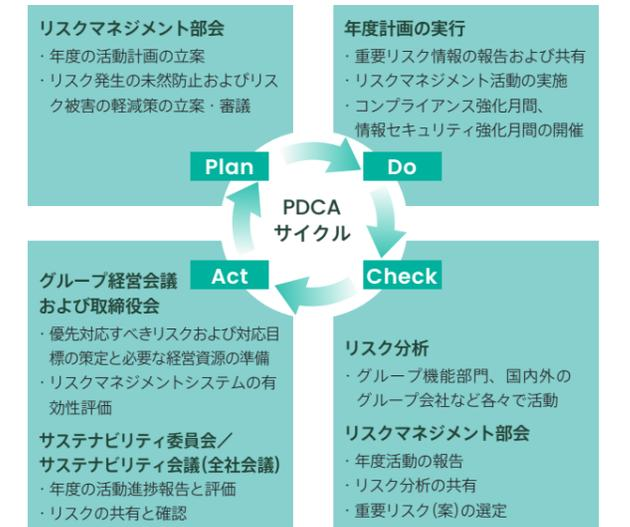 リスクマネジメント部会
・年度の活動計画の立案
・リスク発生の未然防止およびリス
ク被害の軽減策の立案・審議
年度計画の実行
・重要リスク情報の報告および共有
・リスクマネジメント活動の実施
・コンプライアンス強化月間、
情報セキュリティ強化月間の開催
Plan
Do
PDCA
サイクル
Act
Check
グループ経営会議
および取締役会
・優先対応すべきリスクおよび対応目
標の策定と必要な経営資源の準備
・リスクマネジメントシステムの有
効性評価
サステナビリティ委員会／
サステナビリティ会議(全社会議)
・年度の活動進捗報告と評価
・リスクの共有と確認
リスク分析
・グループ機能部門、国内外の
グループ会社など各々で活動
リスクマネジメント部会
・年度活動の報告
・リスク分析の共有
・重要リスク(案)の選定